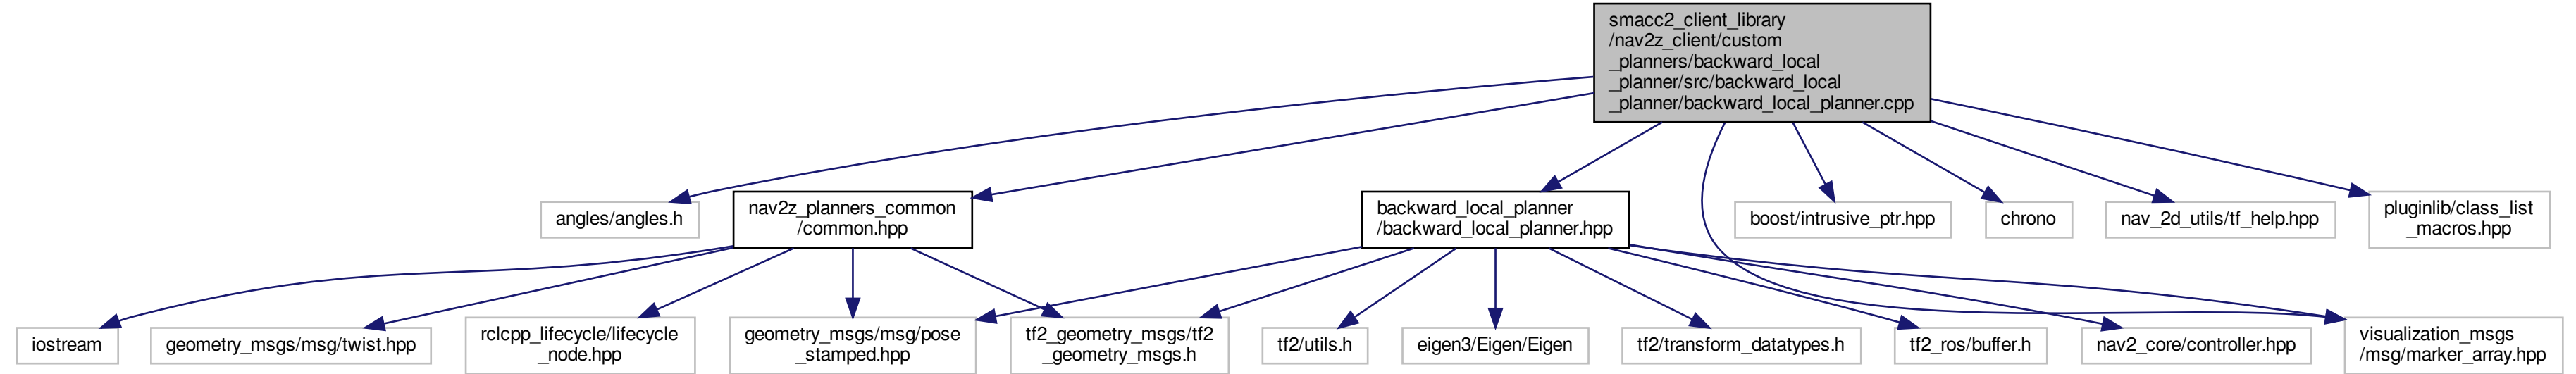 smacc2_client_library
/nav2z_client/custom
_planners/backward_local
_planner/src/backward_local
_planner/backward_local_planner.cpp
angles/angles.h
nav2z_planners_common
/common.hpp
backward_local_planner
/backward_local_planner.hpp
boost/intrusive_ptr.hpp
chrono
nav_2d_utils/tf_help.hpp
pluginlib/class_list
_macros.hpp
iostream
geometry_msgs/msg/twist.hpp
rclcpp_lifecycle/lifecycle
_node.hpp
geometry_msgs/msg/pose
_stamped.hpp
tf2_geometry_msgs/tf2
_geometry_msgs.h
tf2/utils.h
eigen3/Eigen/Eigen
tf2/transform_datatypes.h
tf2_ros/buffer.h
nav2_core/controller.hpp
visualization_msgs
/msg/marker_array.hpp